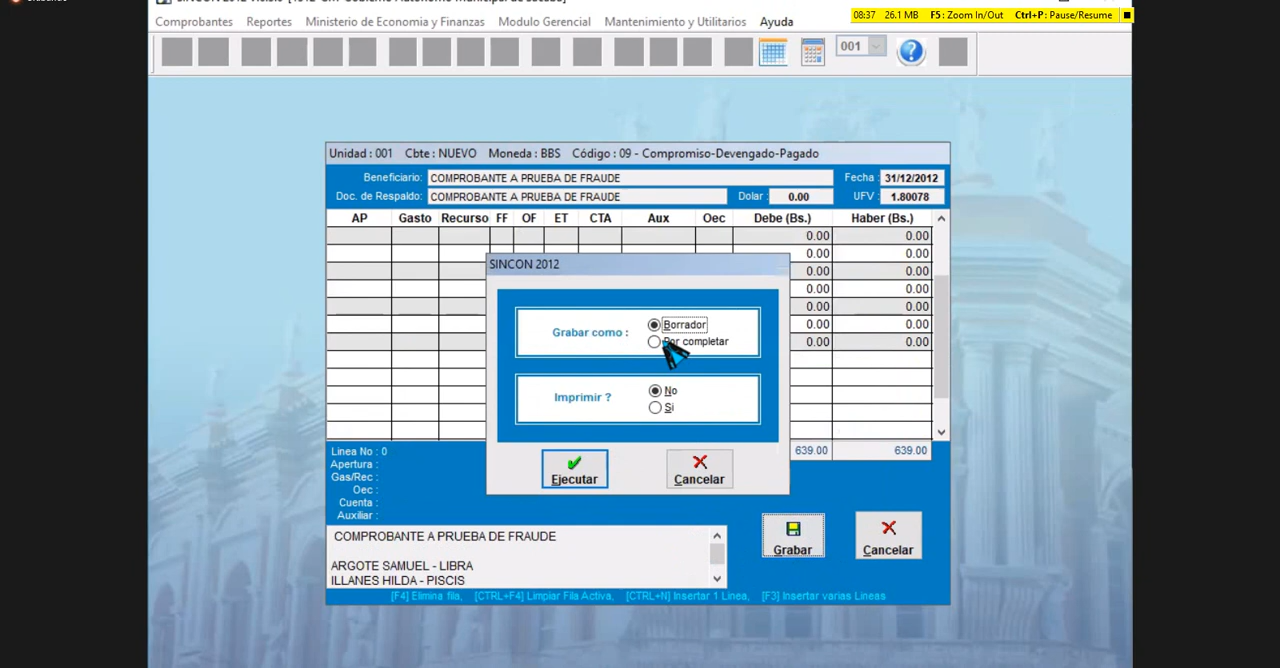 Comprobantes Reportes Ministerio de Economia y Finanzas Modulo Gerencial Mantenimiento y Utilitarios Ayuda
08:37 26.1 MB F5: Zoom In/Out Ctrl+P: Pause/Resume
001
Unidad : 001 Cbte : NUEVO Moneda : BBS Código : 09 - Compromiso-Devengado-Pagado
Beneficiario: COMPROBANTE A PRUEBA DE FRAUDE Fecha : 31/12/2012
Doc. de Respaldo: COMPROBANTE A PRUEBA DE FRAUDE Dolar : 0.00 UFV : 1.80078
AP Gasto Recurso FF OF ET CTA Aux Oec Debe (Bs.) Haber (Bs.)
0.00 0.00
0.00 0.00
0.00 0.00
0.00 0.00
0.00 0.00
0.00 0.00
0.00 0.00
SINCON 2012
Grabar como : Borrador
Por completar
Imprimir ? No
Si
Ejecutar Cancelar
639.00 639.00
Linea No : 0
Apertura :
Gas/Rec :
Oec :
Cuenta :
Auxiliar :
COMPROBANTE A PRUEBA DE FRAUDE
ARGOTE SAMUEL - LIBRA
ILLANES HILDA - PISCIS
Grabar Cancelar
[F4] Elimina fila, [CTRL+F4] Limpiar Fila Activa, [CTRL+N] Insertar 1 Linea, [F3] Insertar varias Lineas